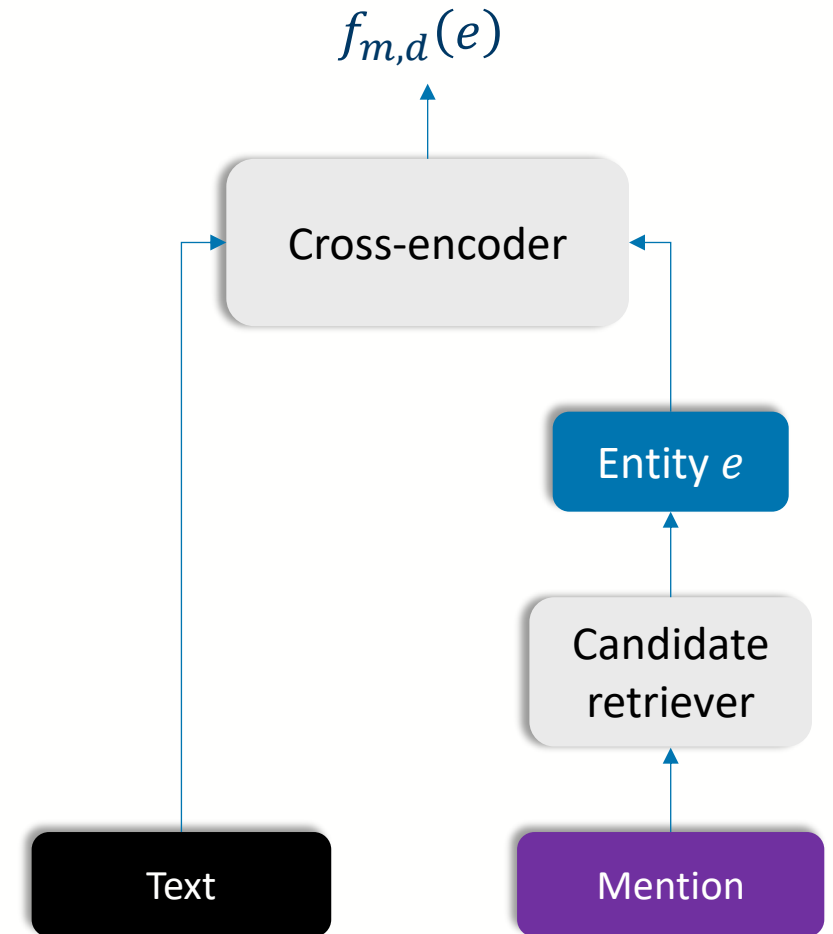 f_{m,d}(e)
Cross-encoder
Entity e
Candidate
retriever
Text
Mention